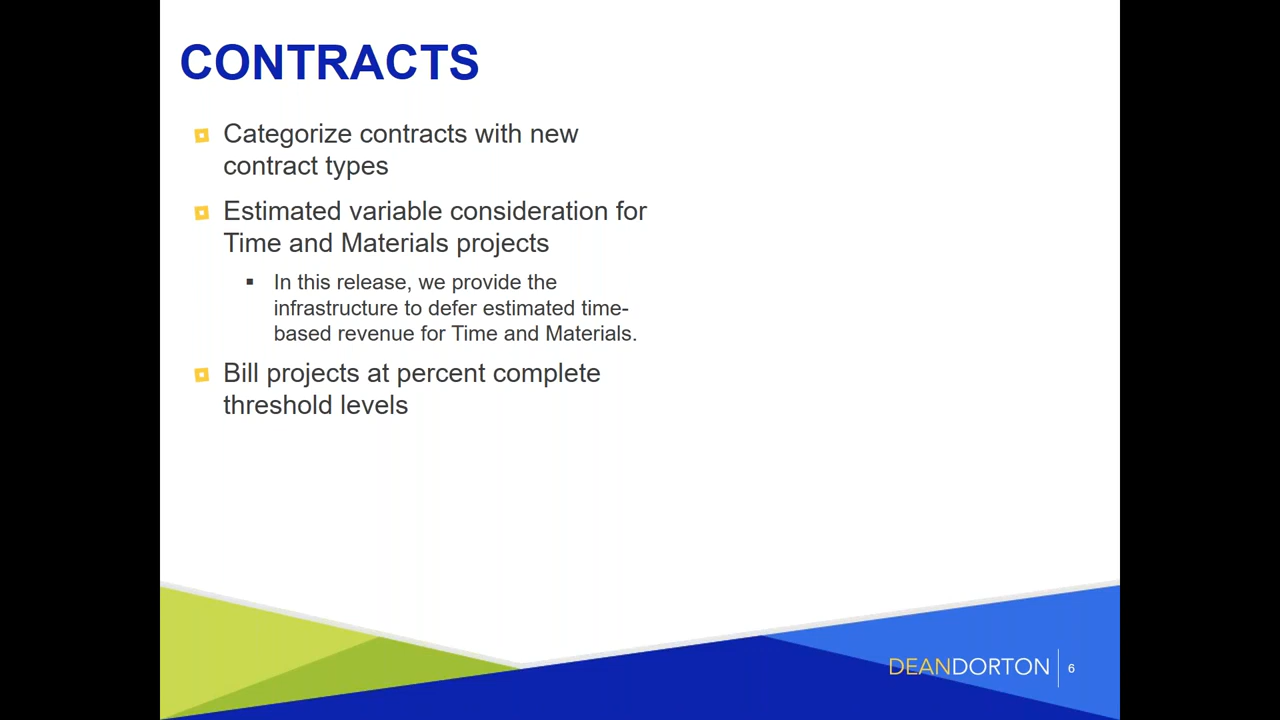 CONTRACTS
Categorize contracts with new
contract types
Estimated variable consideration for
Time and Materials projects
In this release, we provide the
infrastructure to defer estimated time-
based revenue for Time and Materials.
Bill projects at percent complete
threshold levels
DEANDORTON 6